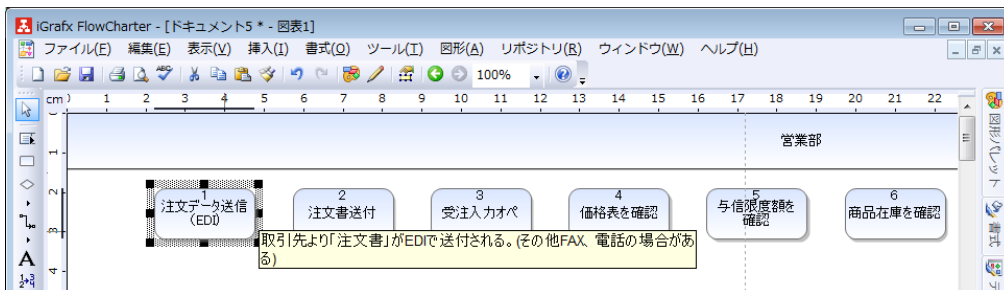 iGrafx FlowCharter - [ドキュメント5 * - 図表1]
ファイル(F) 編集(E) 表示(V) 挿入(I) 書式(O) ツール(T) 図形(A) リポジトリ(R) ウィンドウ(W) ヘルプ(H)
100%
cm 1 2 3 4 5 6 7 8 9 10 11 12 13 14 15 16 17 18 19 20 21 22
営業部
1
注文データ送信
(EDI)
2
注文書送付
3
受注入力オペ
4
価格表を確認
5
与信限度額を
確認
6
商品在庫を確認
取引先より「注文書」がEDIで送付される。(その他FAX、電話の場合があ
る)
1
2
3
4
A
図形パレット
書式